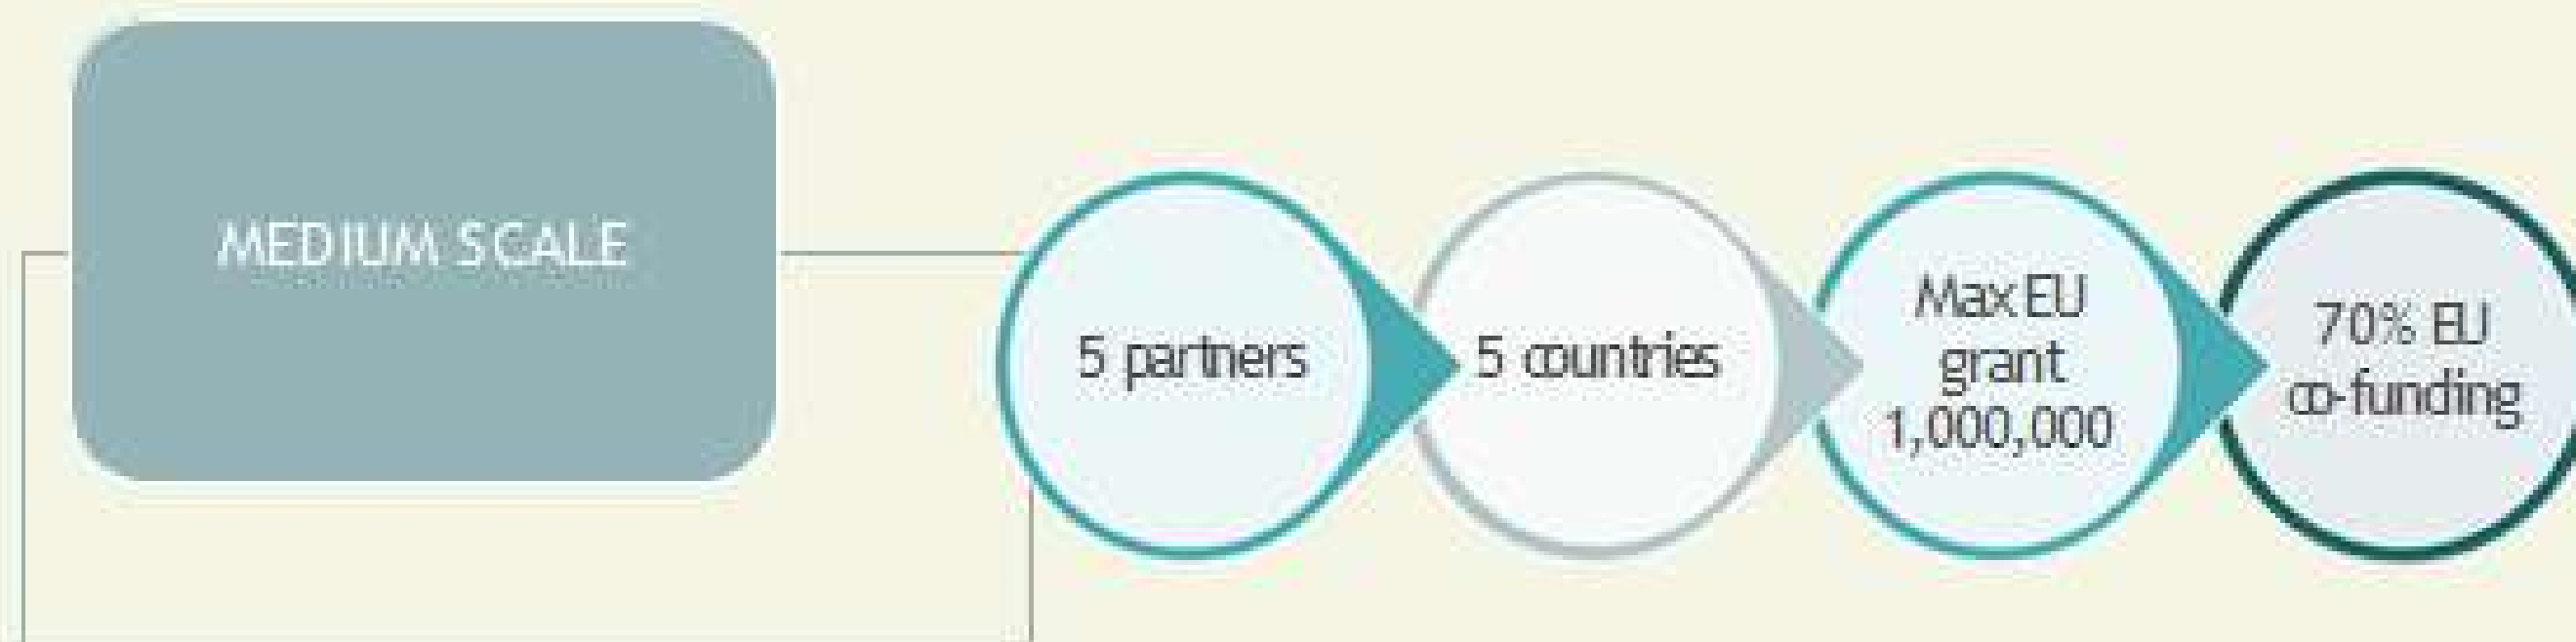 MEDIUM SCALE
5 partners
5 countries
Max EU
grant
1,000,000
70% EU
co-funding